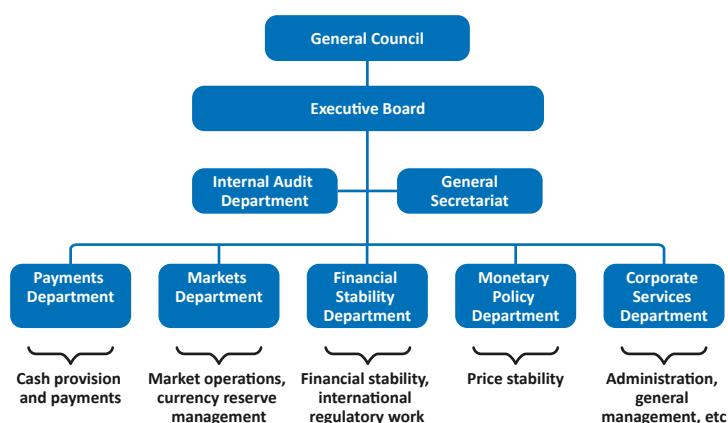 General Council
Executive Board
Internal Audit
Department
General
Secretariat
Payments
Department
Markets
Department
Financial
Stability
Department
Monetary
Policy
Department
Corporate
Services
Department
Cash provision
and payments
Market operations,
currency reserve
management
Financial stability,
international
regulatory work
Price stability
Administration,
general
management, etc